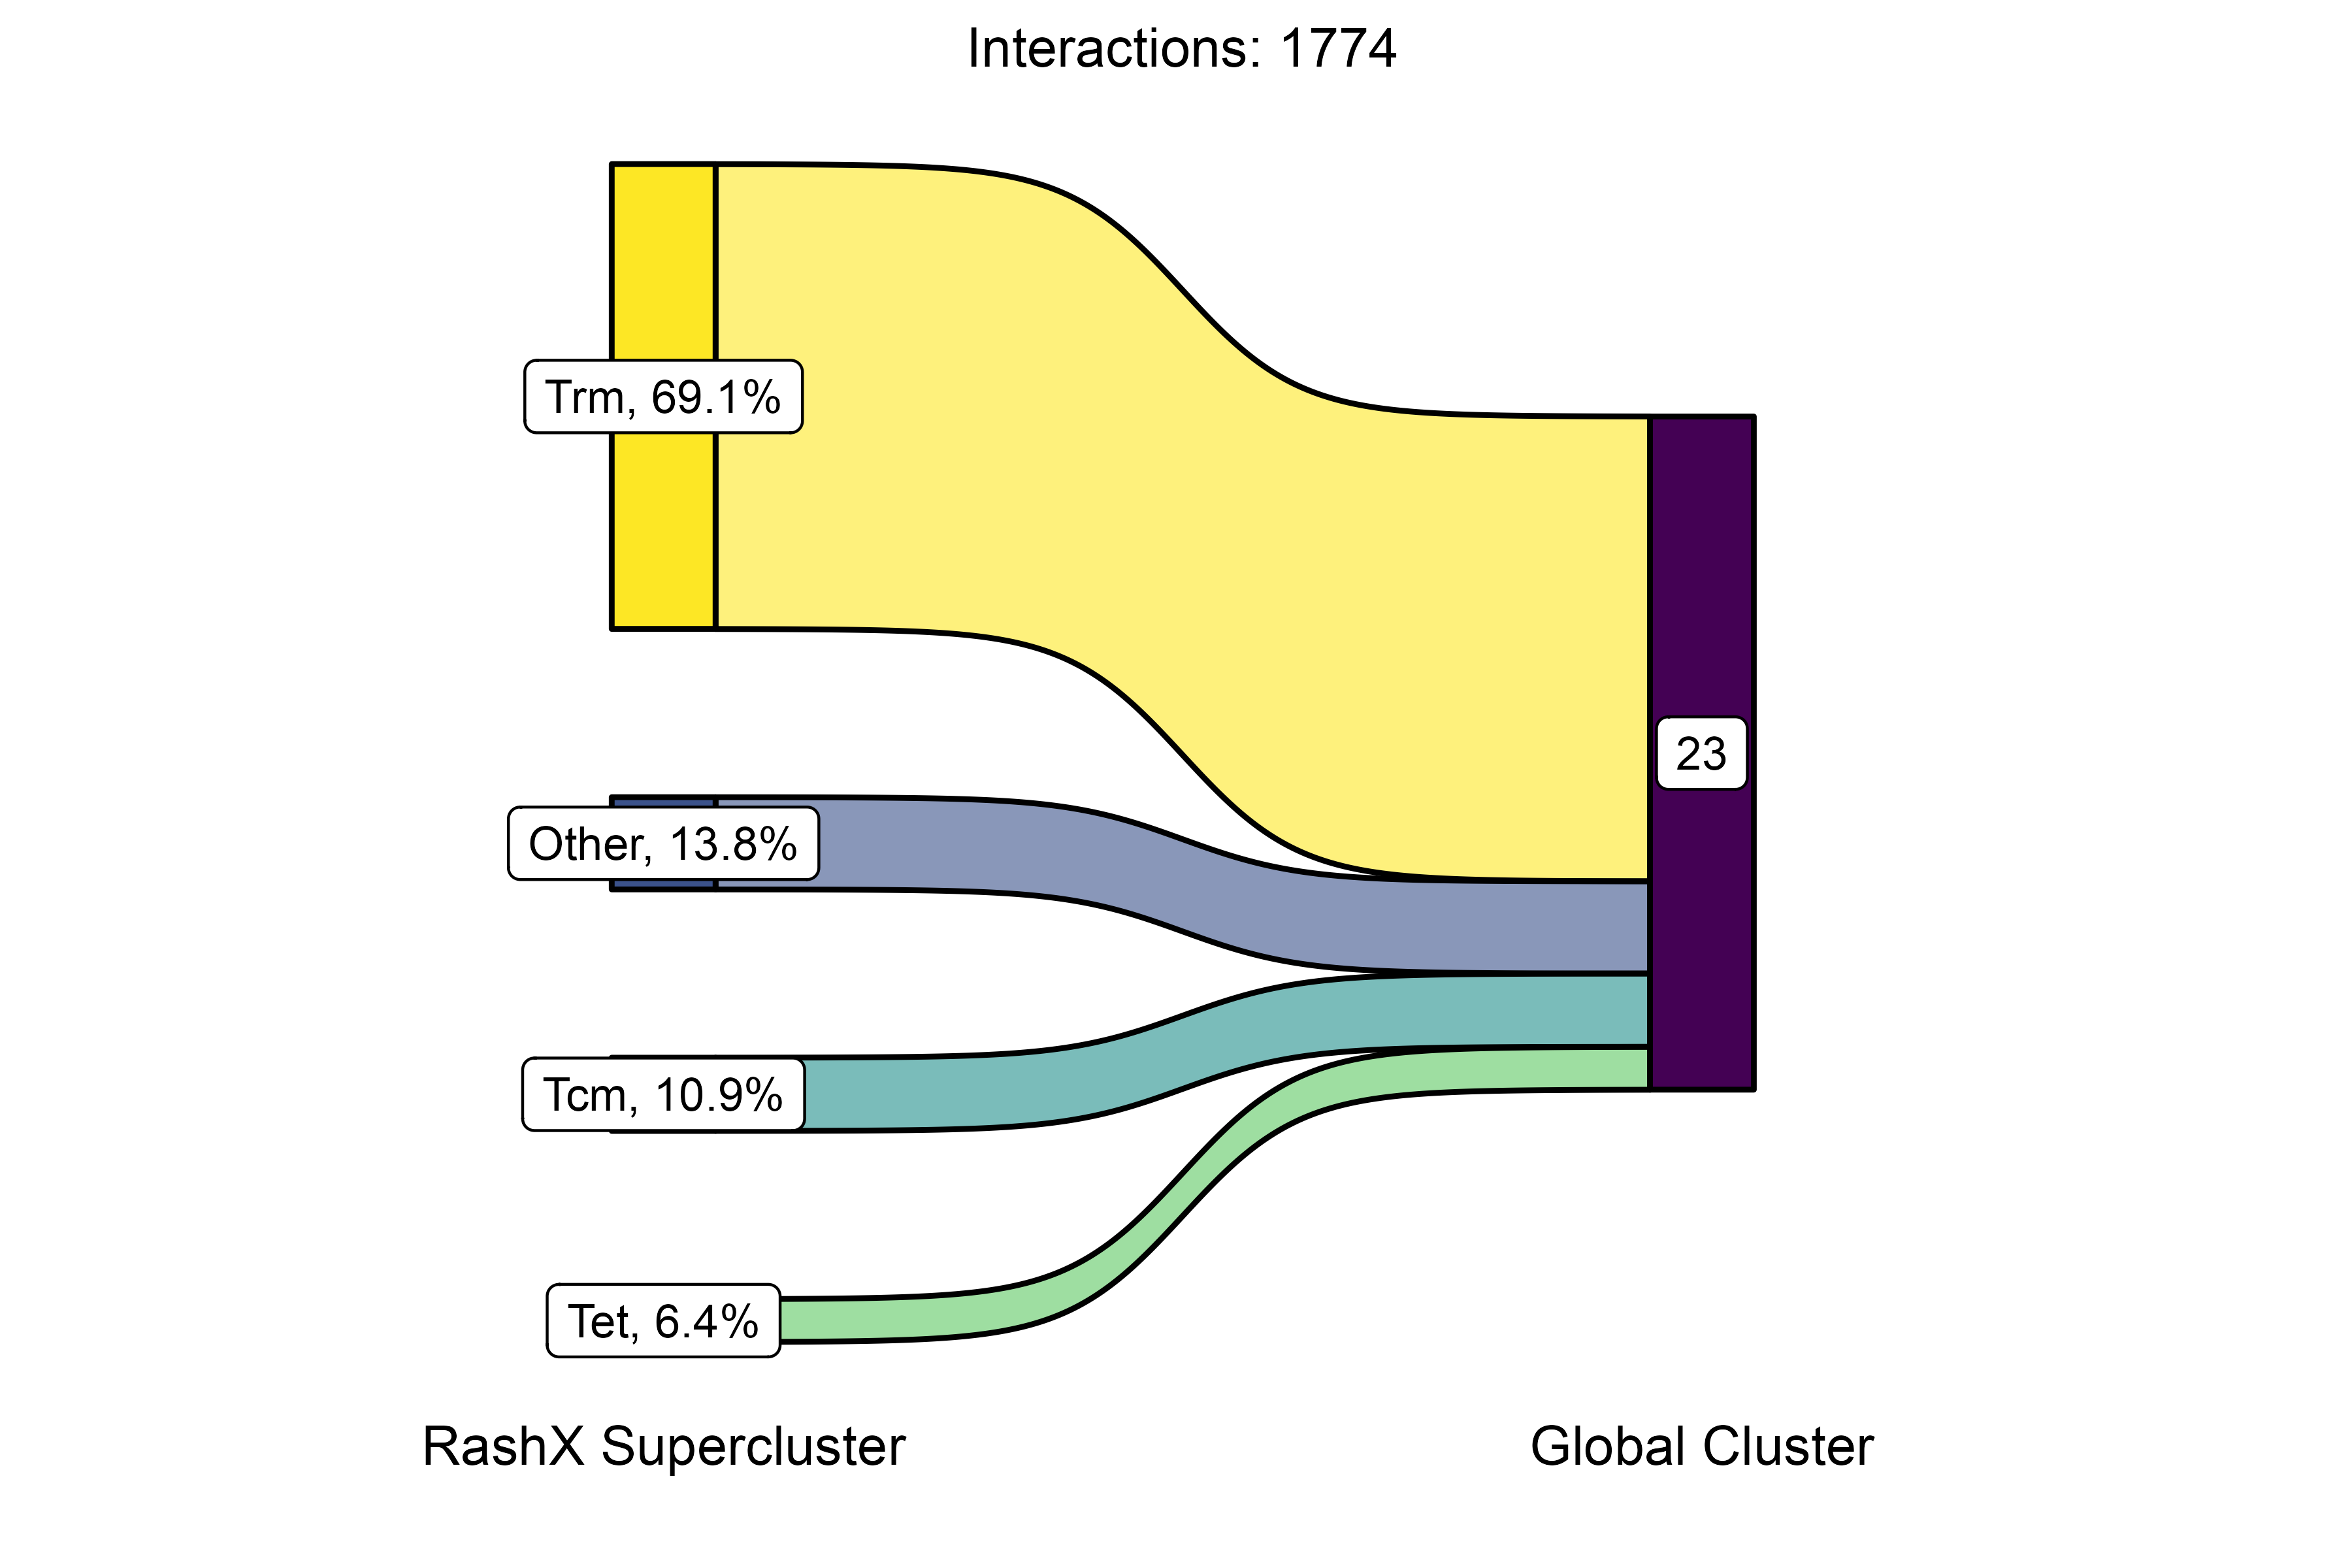 Interactions: 1774
Trm, 69.1%
23
Other, 13.8%
Tcm, 10.9%
Tet, 6.4%
RashX Supercluster
Global Cluster